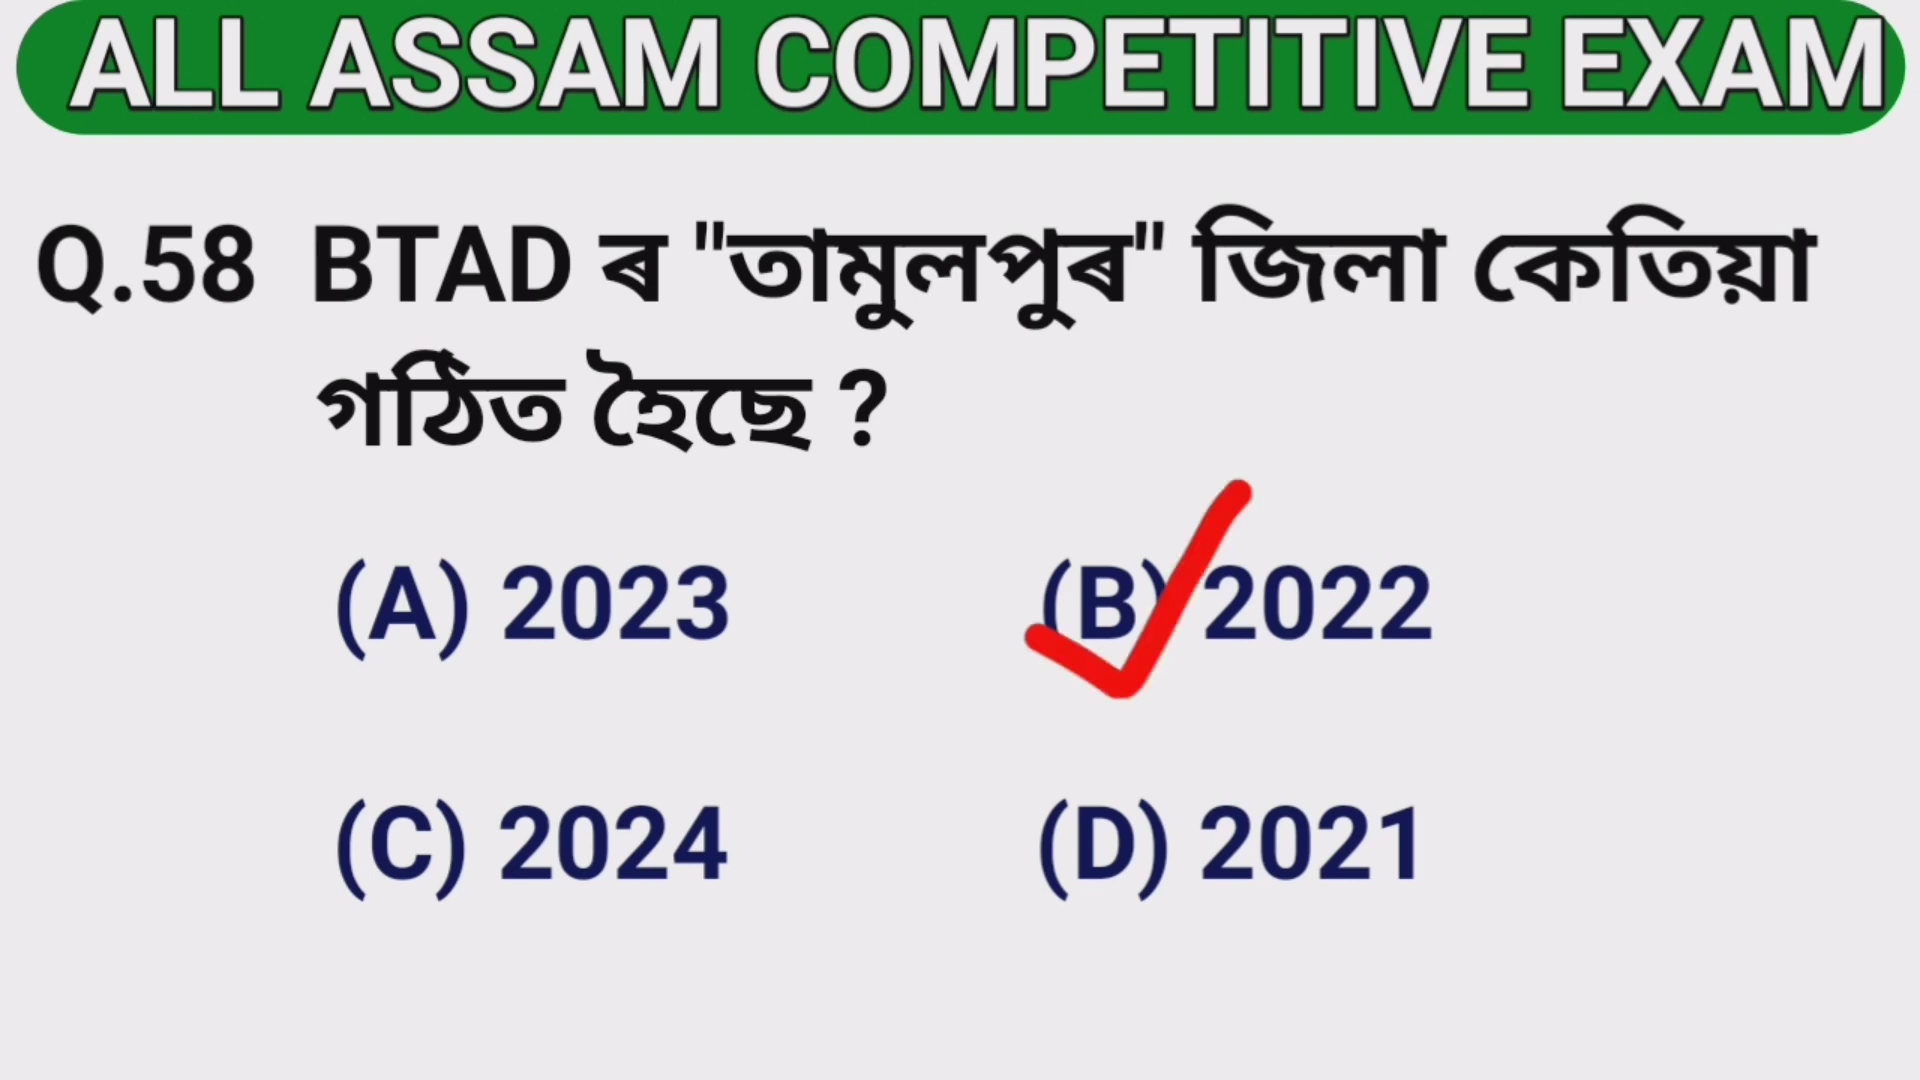 ALL ASSAM COMPETITIVE EXAM
Q.58 BTAD ৰ "তামুলপুৰ" জিলা কেতিয়া
গঠিত হৈছে ?
(A) 2023 (B) 2022
(C) 2024 (D) 2021